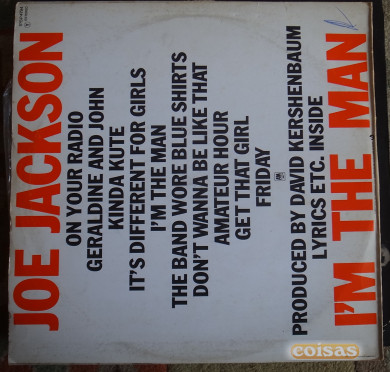 JOE JACKSON
ON YOUR RADIO
GERALDINE AND JOHN
KINDA KUTE
IT'S DIFFERENT FOR GIRLS
I'M THE MAN
THE BAND WORE BLUE SHIRTS
DON'T WANNA BE LIKE THAT
AMATEUR HOUR
GET THAT GIRL
FRIDAY
PRODUCED BY DAVID KERSHENBAUM
LYRICS ETC. INSIDE
I'M THE MAN
coisas